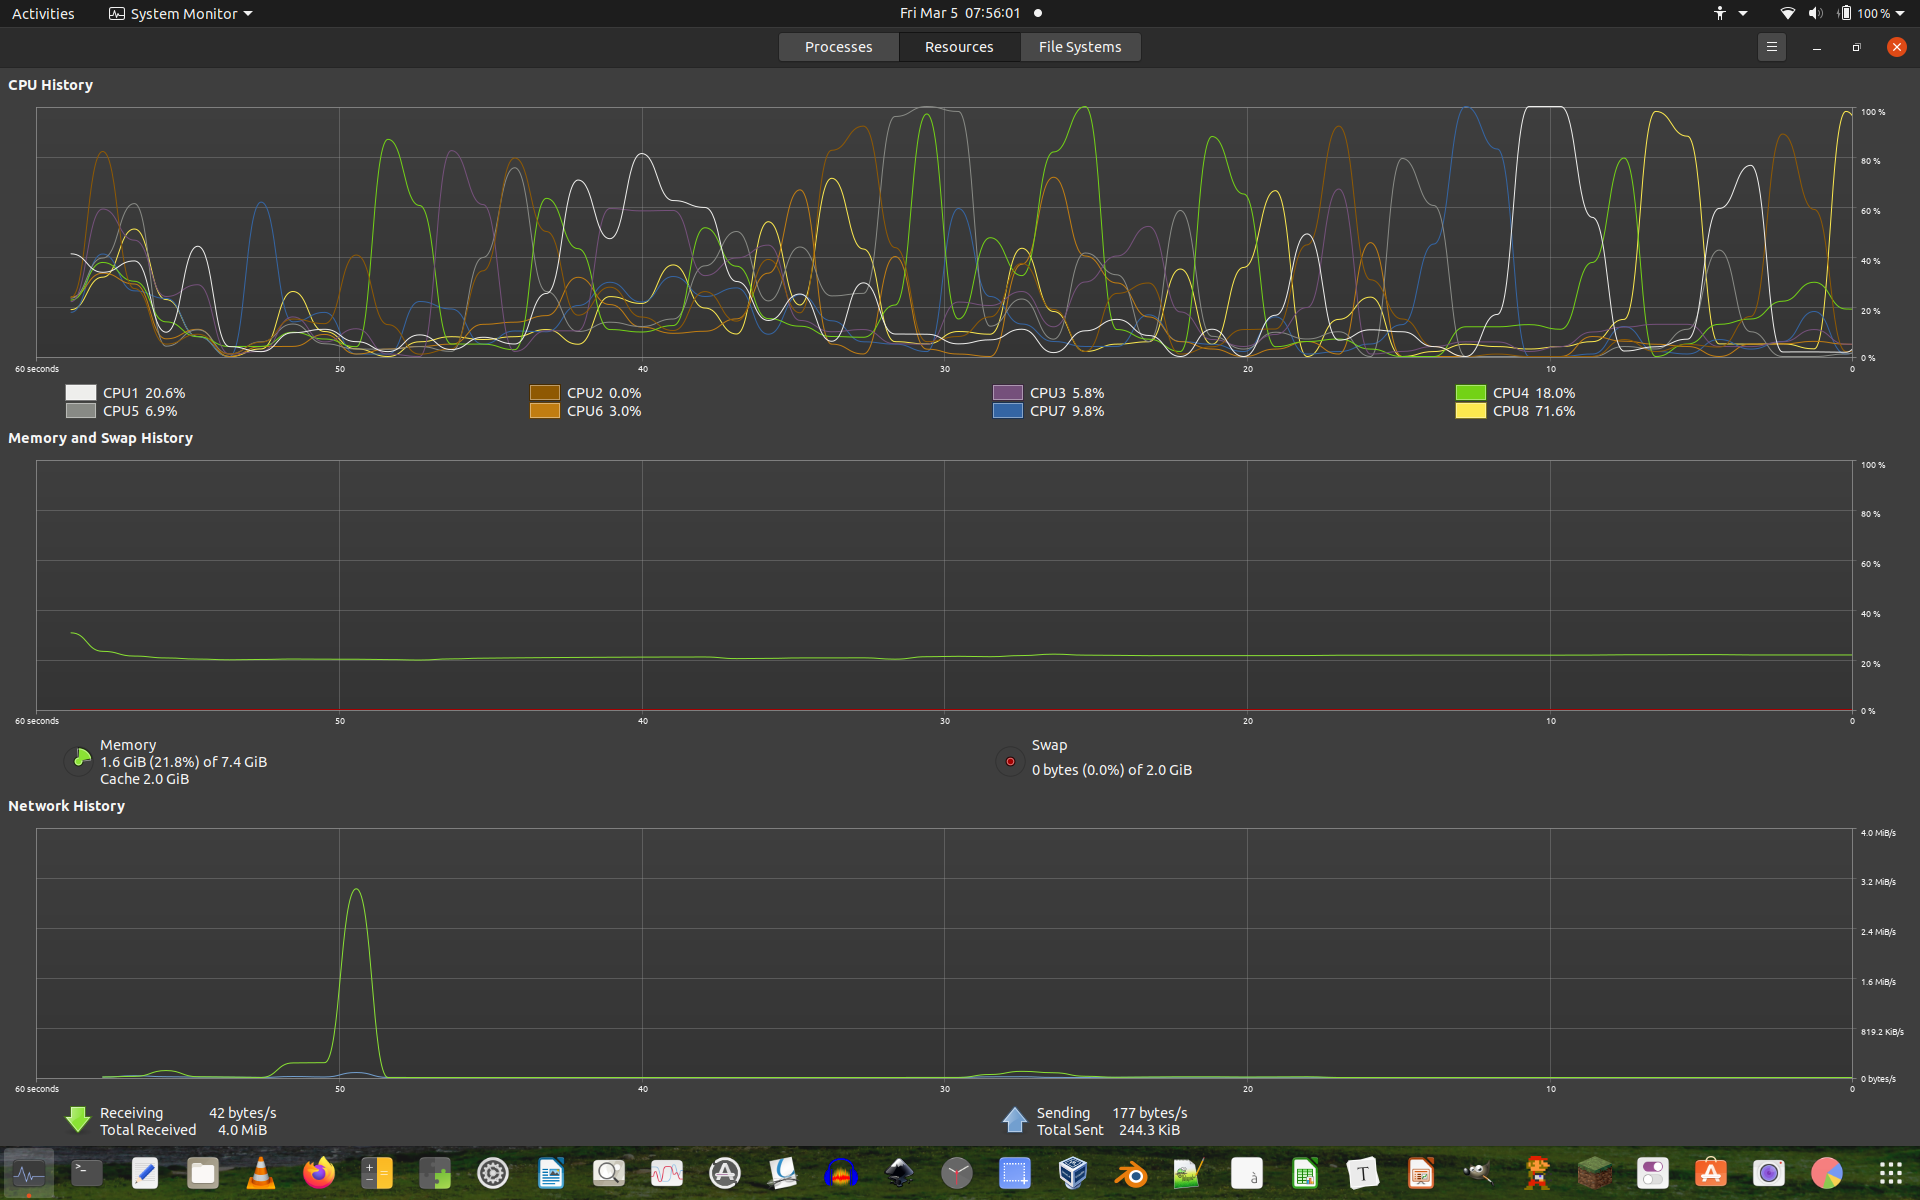 Activities System Monitor Fri Mar 5 07:56:01 100 %
Processes Resources File Systems
CPU History
100 %
80 %
60 %
40 %
20 %
0 %
60 seconds 50 40 30 20 10 0
CPU1 20.6% CPU2 0.0% CPU3 5.8% CPU4 18.0%
CPU5 6.9% CPU6 3.0% CPU7 9.8% CPU8 71.6%
Memory and Swap History
100 %
80 %
60 %
40 %
20 %
0 %
60 seconds 50 40 30 20 10 0
Memory
1.6 GiB (21.8%) of 7.4 GiB
Cache 2.0 GiB
Swap
0 bytes (0.0%) of 2.0 GiB
Network History
4.0 MiB/s
3.2 MiB/s
2.4 MiB/s
1.6 MiB/s
819.2 KiB/s
0 bytes/s
60 seconds 50 40 30 20 10 0
Receiving 42 bytes/s
Total Received 4.0 MiB
Sending 177 bytes/s
Total Sent 244.3 KiB